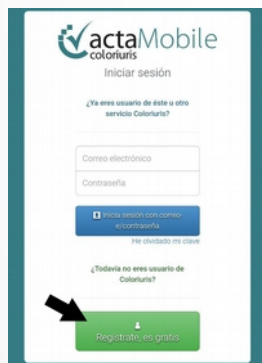 actaMobile
coloriuris
Iniciar sesión
¿Ya eres usuario de éste u otro
servicio Coloriuris?
Correo electrónico
Contraseña
Inicia sesión con correo-
e/contraseña
He olvidado mi clave
¿Todavía no eres usuario de
Coloriuris?
Regístrate, es gratis